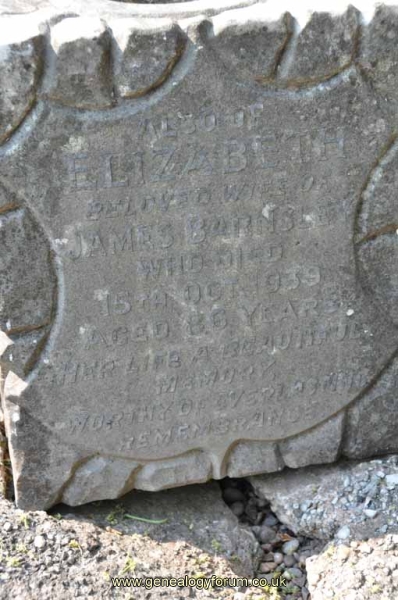 ALSO OF
ELIZABETH
BELOVED WIFE OF
JAMES BARNSLEY
WHO DIED
15TH OCT. 1939
AGED 86 YEARS
HER LIFE A BEAUTIFUL
MEMORY
WORTHY OF EVERLASTING
REMEMBRANCE
www.genealogyforum.co.uk